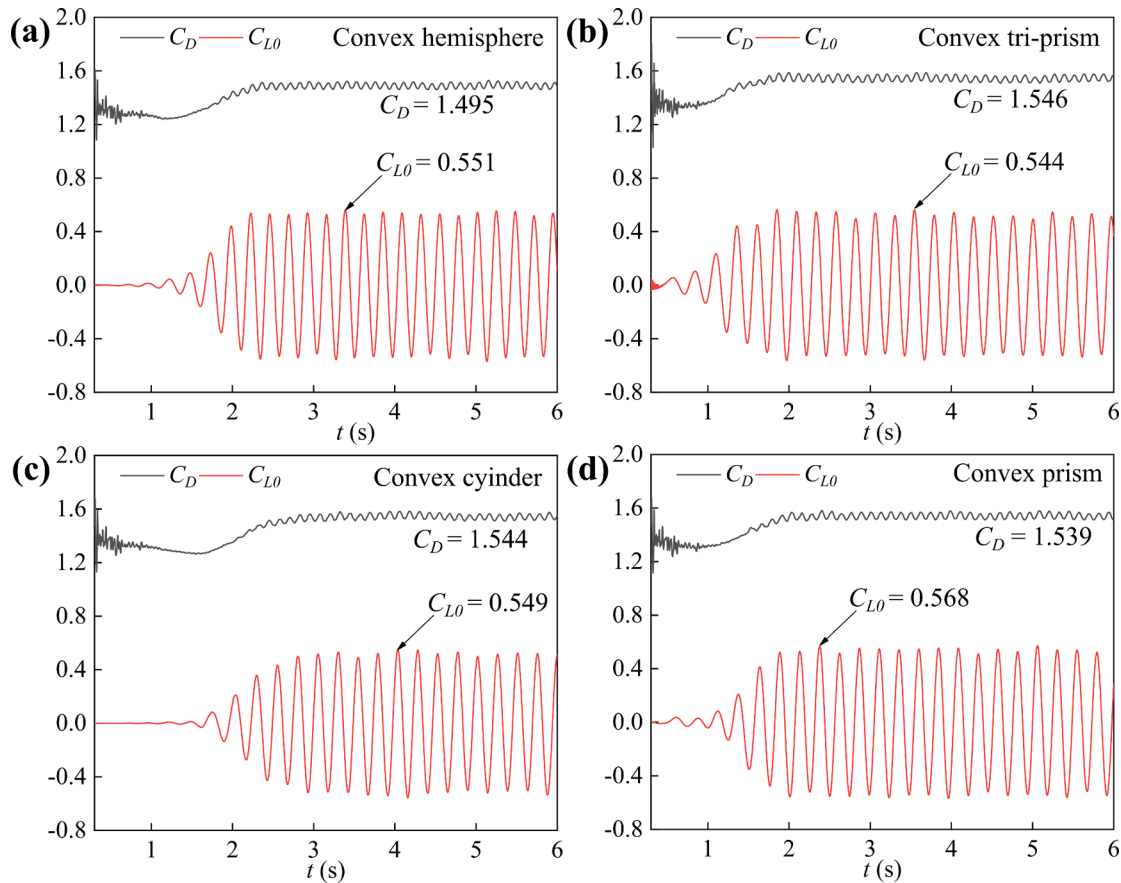 (a)
2.0
C_D
C_L0
Convex hemisphere
1.6
C_D = 1.495
1.2
0.8
C_L0 = 0.551
0.4
0.0
-0.4
-0.8
1 2 3 4 5 6
t (s)
(b)
2.0
C_D
C_L0
Convex tri-prism
1.6
C_D = 1.546
1.2
0.8
C_L0 = 0.544
0.4
0.0
-0.4
-0.8
1 2 3 4 5 6
t (s)
(c)
2.0
C_D
C_L0
Convex cyinder
1.6
C_D = 1.544
1.2
0.8
C_L0 = 0.549
0.4
0.0
-0.4
-0.8
1 2 3 4 5 6
t (s)
(d)
2.0
C_D
C_L0
Convex prism
1.6
C_D = 1.539
1.2
0.8
C_L0 = 0.568
0.4
0.0
-0.4
-0.8
1 2 3 4 5 6
t (s)